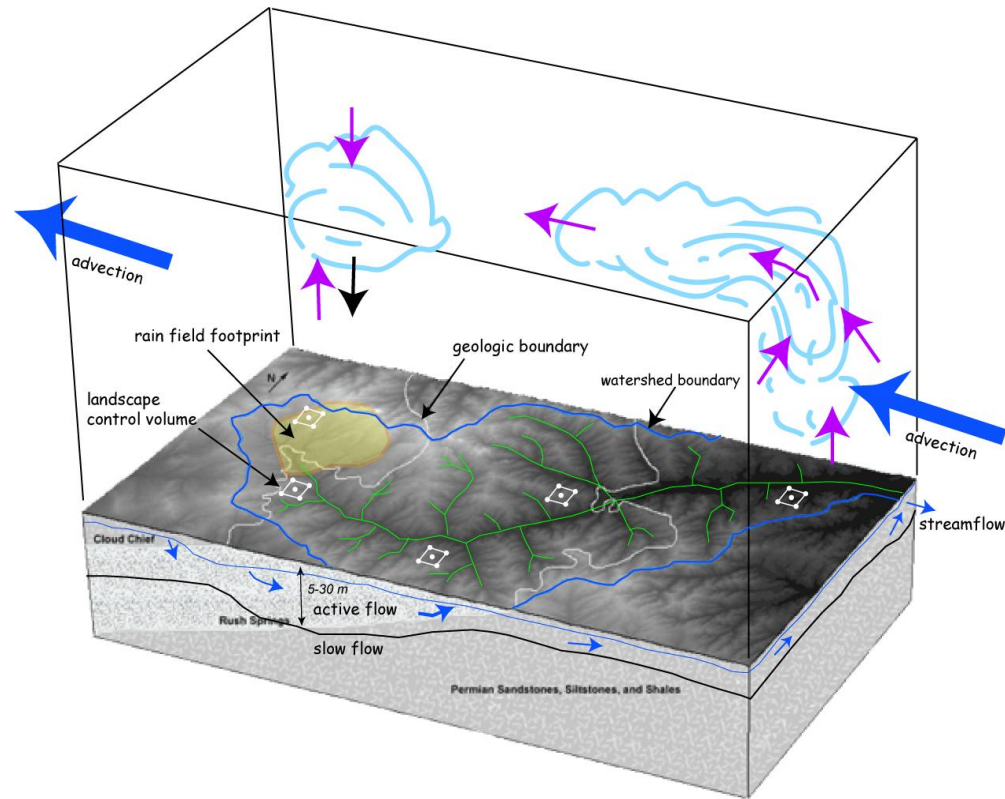 advection
rain field footprint
geologic boundary
landscape
control volume
watershed boundary
N
advection
streamflow
Cloud Chief
5-30 m
active flow
Rush Springs
slow flow
Permian Sandstones, Siltstones, and Shales